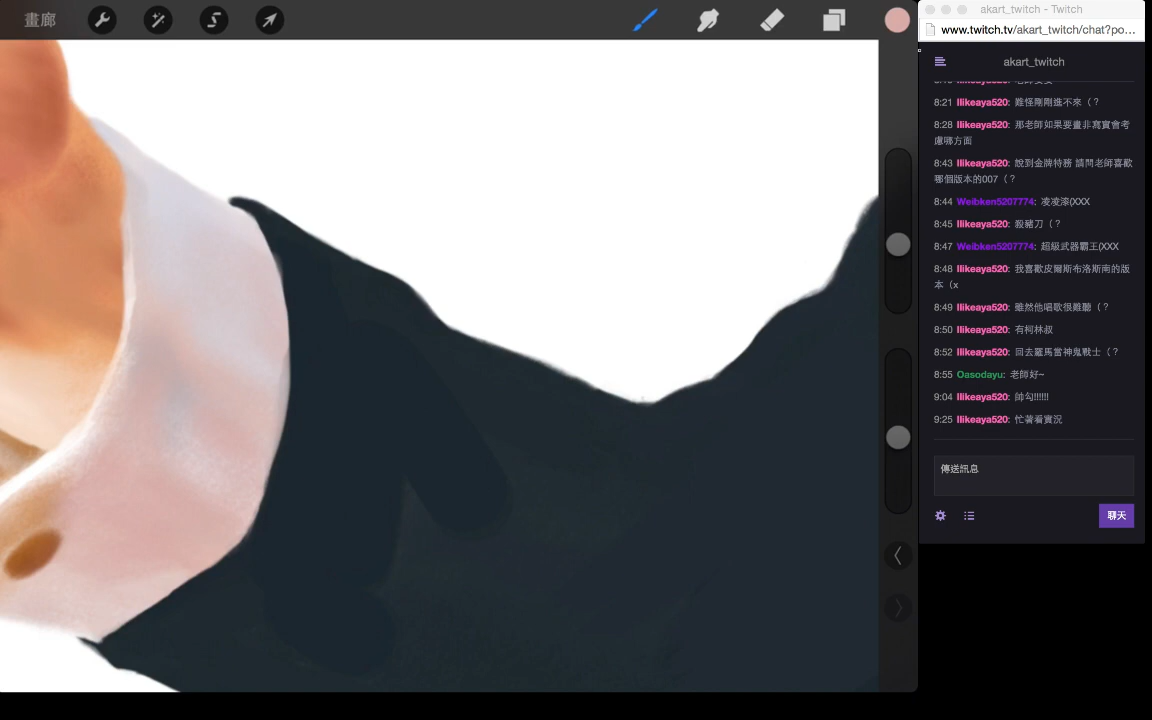 畫廊
akart_twitch - Twitch
www.twitch.tv/akart_twitch/chat?po...
akart_twitch
8:21 llikeaya520: 難怪剛剛進不來（?
8:28 llikeaya520: 那老師如果要畫非寫實會考
慮哪方面
8:43 llikeaya520: 說到金牌特務 請問老師喜歡
哪個版本的007（?
8:44 Weibken5207774: 凌凌漆(XXX
8:45 llikeaya520: 殺豬刀（?
8:47 Weibken5207774: 超級武器霸王(XXX
8:48 llikeaya520: 我喜歡皮爾斯布洛斯南的版
本（x
8:49 llikeaya520: 雖然他唱歌很難聽（?
8:50 llikeaya520: 有柯林叔
8:52 llikeaya520: 回去羅馬當神鬼戰士（?
8:55 Oasodayu: 老師好~
9:04 llikeaya520: 帥勾!!!!!!
9:25 llikeaya520: 忙著看實況
傳送訊息
聊天